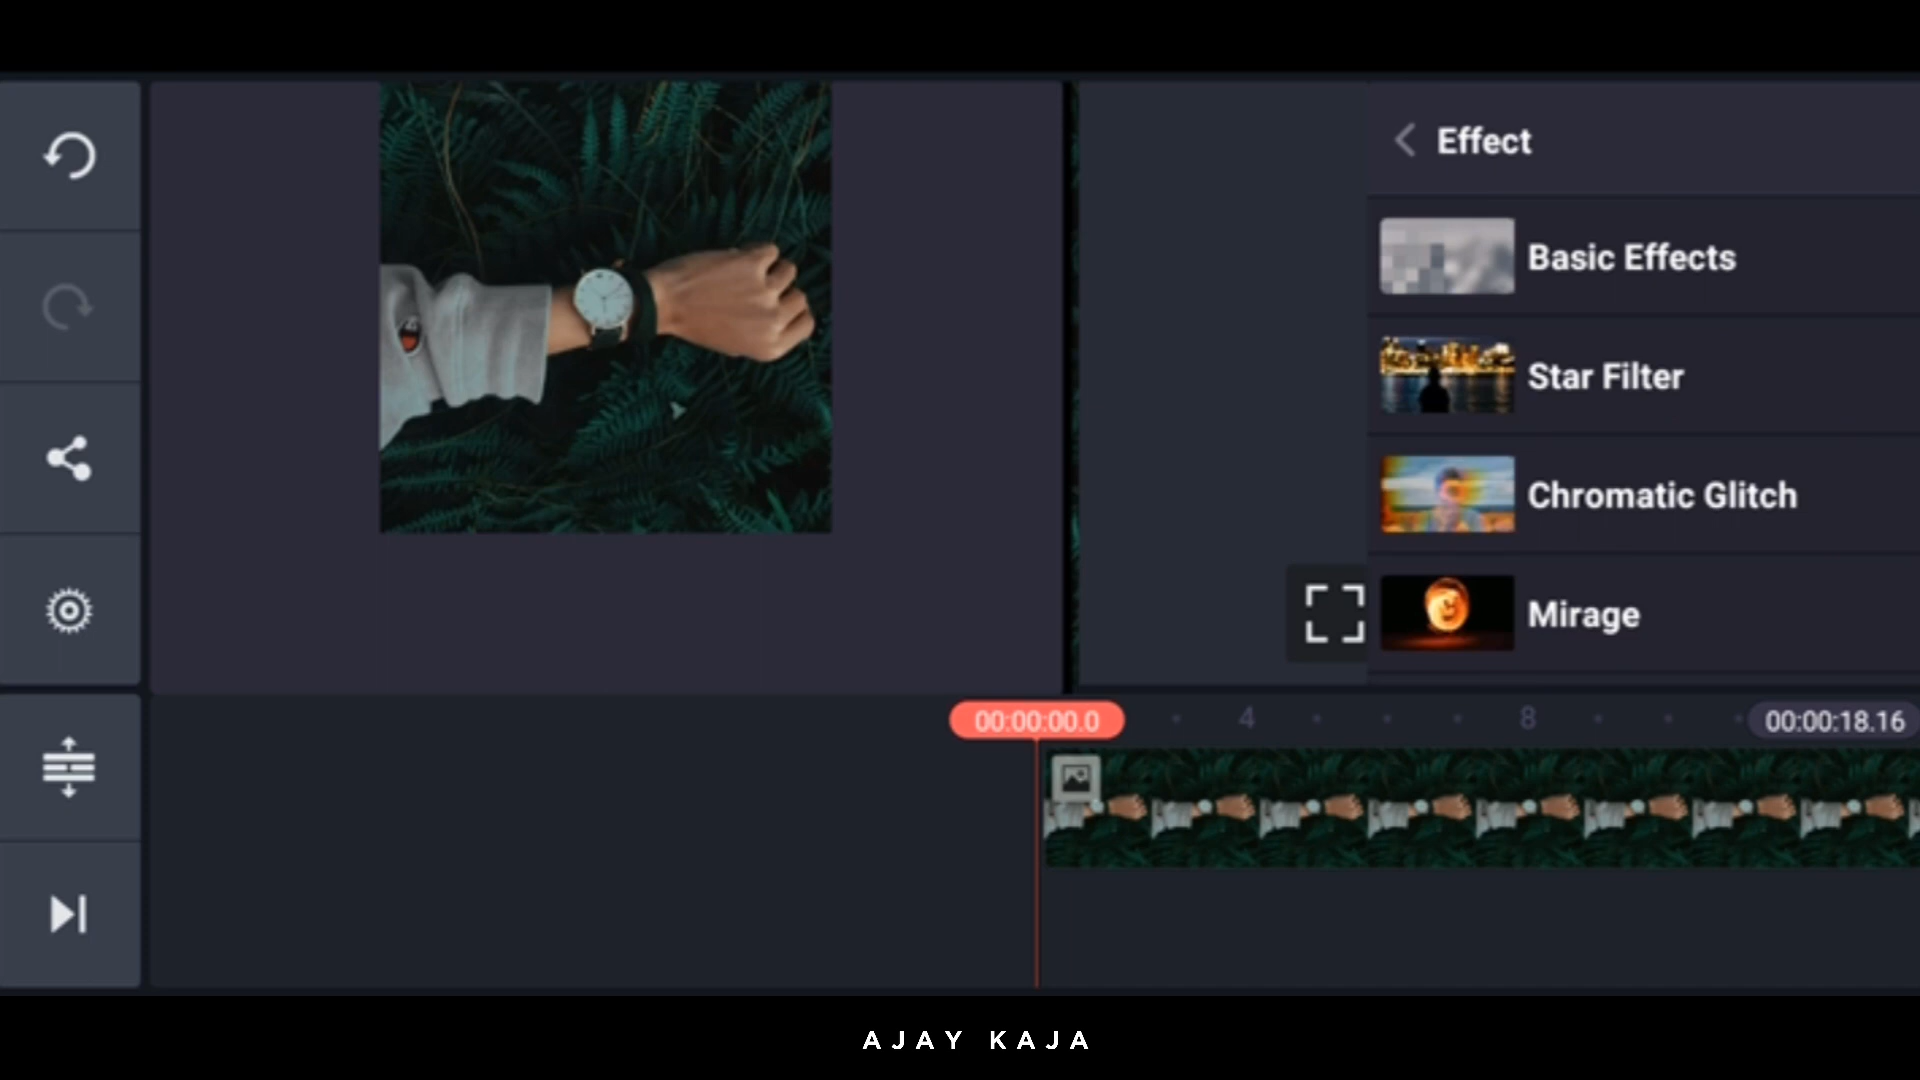 Effect
Basic Effects
Star Filter
Chromatic Glitch
Mirage
00:00:00.0
4
8
00:00:18.16
AJAY KAJA